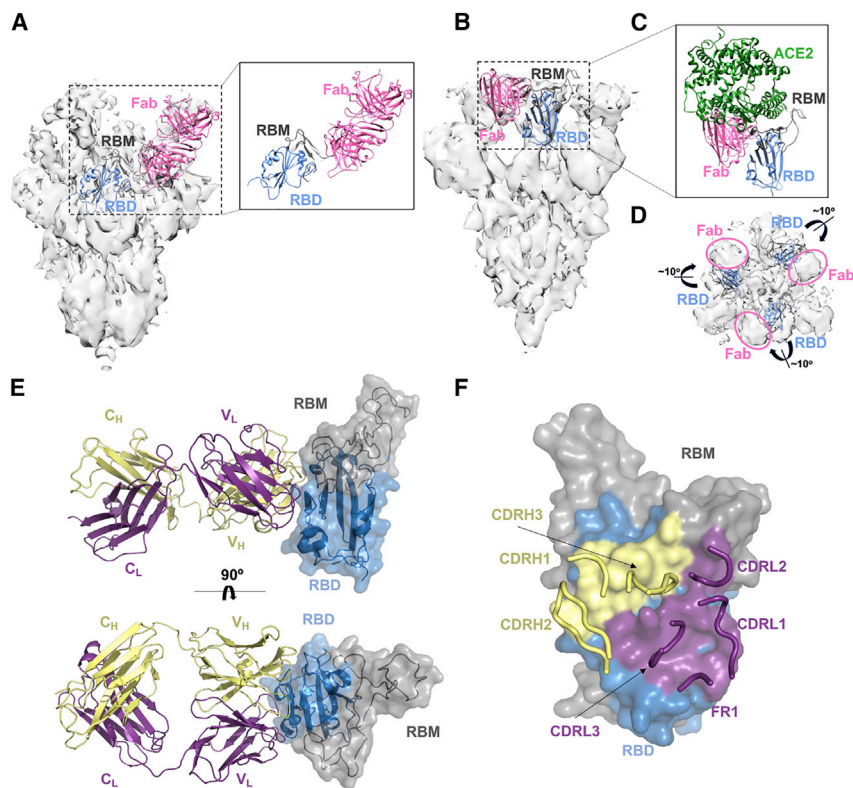 A
Fab
RBM
RBD
Fab
RBM
RBD
B
RBM
Fab
RBD
C
ACE2
RBM
Fab
RBD
D
RBD
~10º
Fab
Fab
~10º
RBD
RBD
Fab
~10º
E
RBM
CH
VL
VH
CL
RBD
90º
RBD
CH
VH
RBM
CL
VL
F
RBM
CDRH3
CDRH1
CDRL2
CDRL1
CDRH2
FR1
CDRL3
RBD